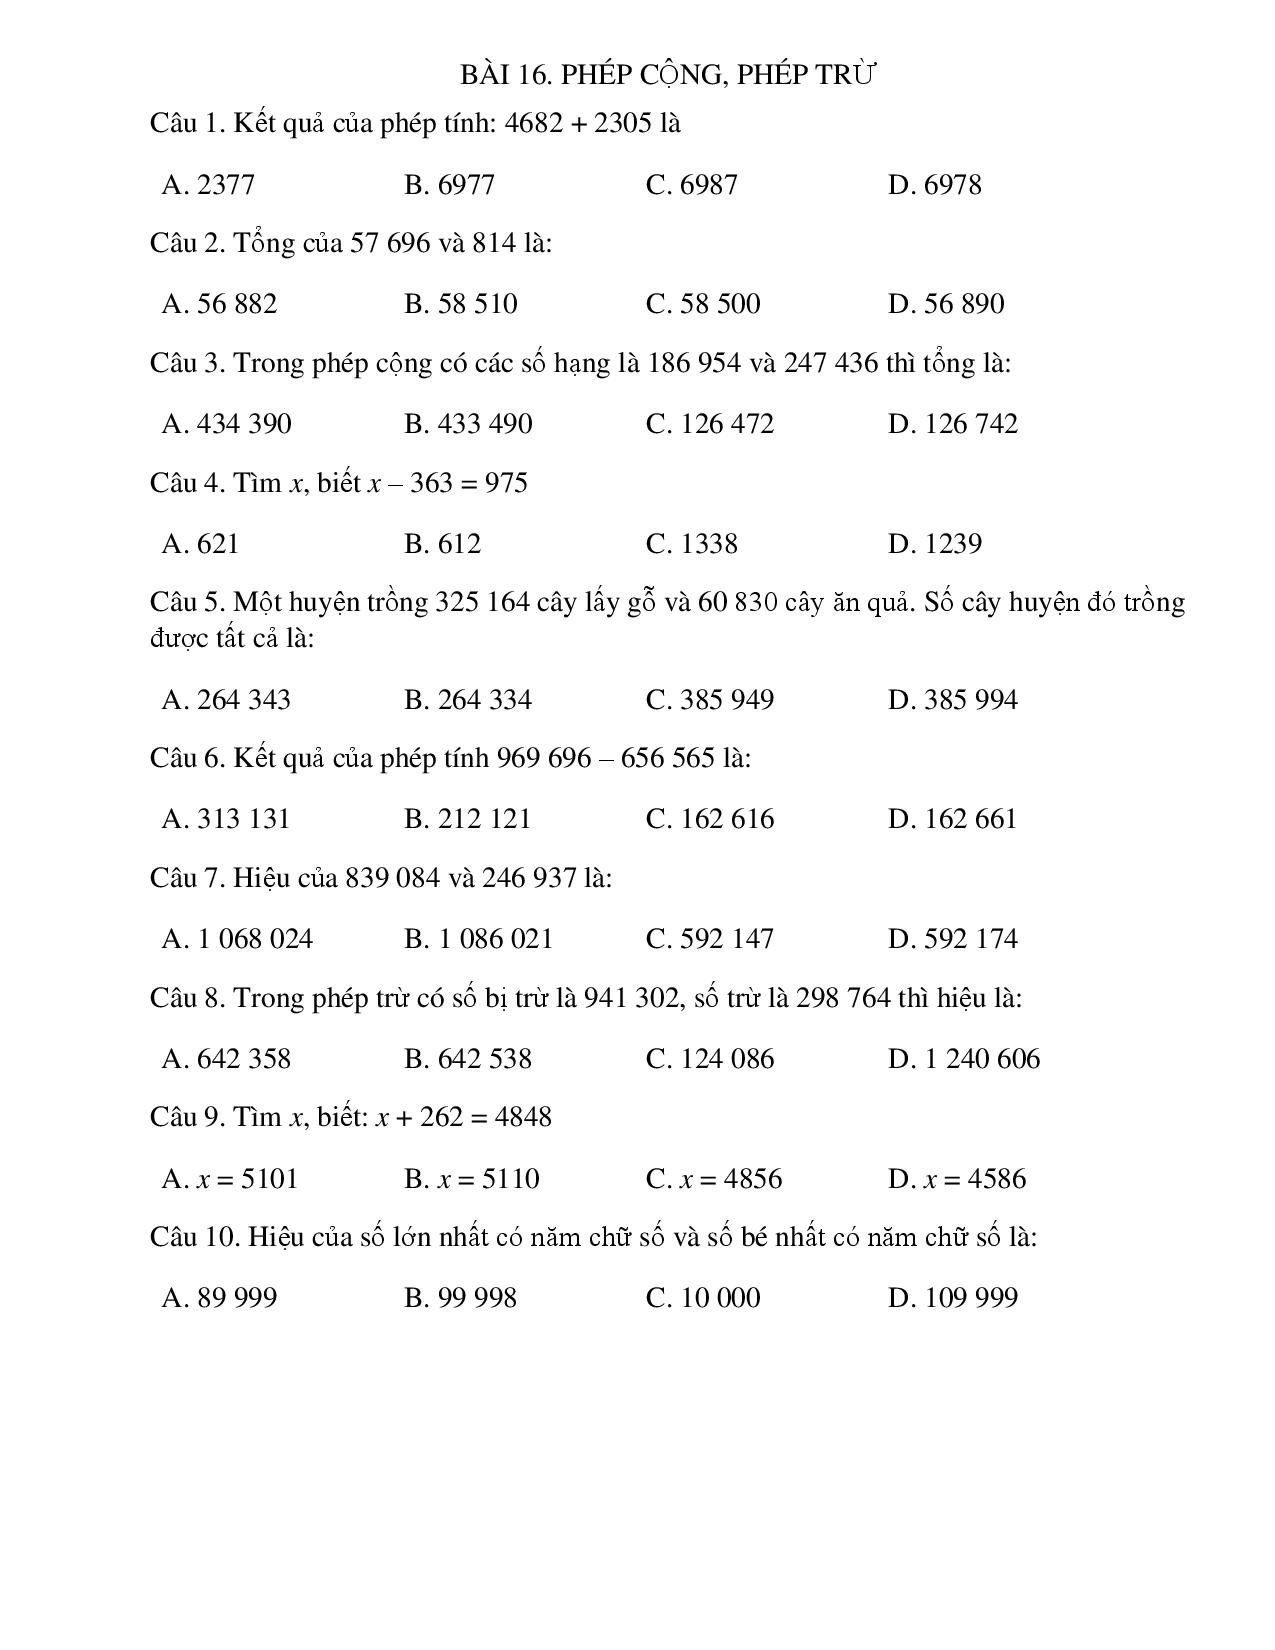 BÀI 16. PHÉP CỘNG, PHÉP TRỪ
Câu 1. Kết quả của phép tính: 4682 + 2305 là
A. 2377 B. 6977 C. 6987 D. 6978
Câu 2. Tổng của 57 696 và 814 là:
A. 56 882 B. 58 510 C. 58 500 D. 56 890
Câu 3. Trong phép cộng có các số hạng là 186 954 và 247 436 thì tổng là:
A. 434 390 B. 433 490 C. 126 472 D. 126 742
Câu 4. Tìm x, biết x – 363 = 975
A. 621 B. 612 C. 1338 D. 1239
Câu 5. Một huyện trồng 325 164 cây lấy gỗ và 60 830 cây ăn quả. Số cây huyện đó trồng
được tất cả là:
A. 264 343 B. 264 334 C. 385 949 D. 385 994
Câu 6. Kết quả của phép tính 969 696 – 656 565 là:
A. 313 131 B. 212 121 C. 162 616 D. 162 661
Câu 7. Hiệu của 839 084 và 246 937 là:
A. 1 068 024 B. 1 086 021 C. 592 147 D. 592 174
Câu 8. Trong phép trừ có số bị trừ là 941 302, số trừ là 298 764 thì hiệu là:
A. 642 358 B. 642 538 C. 124 086 D. 1 240 606
Câu 9. Tìm x, biết: x + 262 = 4848
A. x = 5101 B. x = 5110 C. x = 4856 D. x = 4586
Câu 10. Hiệu của số lớn nhất có năm chữ số và số bé nhất có năm chữ số là:
A. 89 999 B. 99 998 C. 10 000 D. 109 999